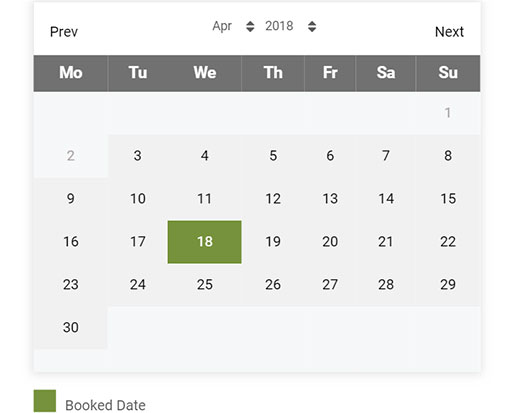 Prev Apr 2018 Next
Mo Tu We Th Fr Sa Su
1
2 3 4 5 6 7 8
9 10 11 12 13 14 15
16 17 18 19 20 21 22
23 24 25 26 27 28 29
30
Booked Date